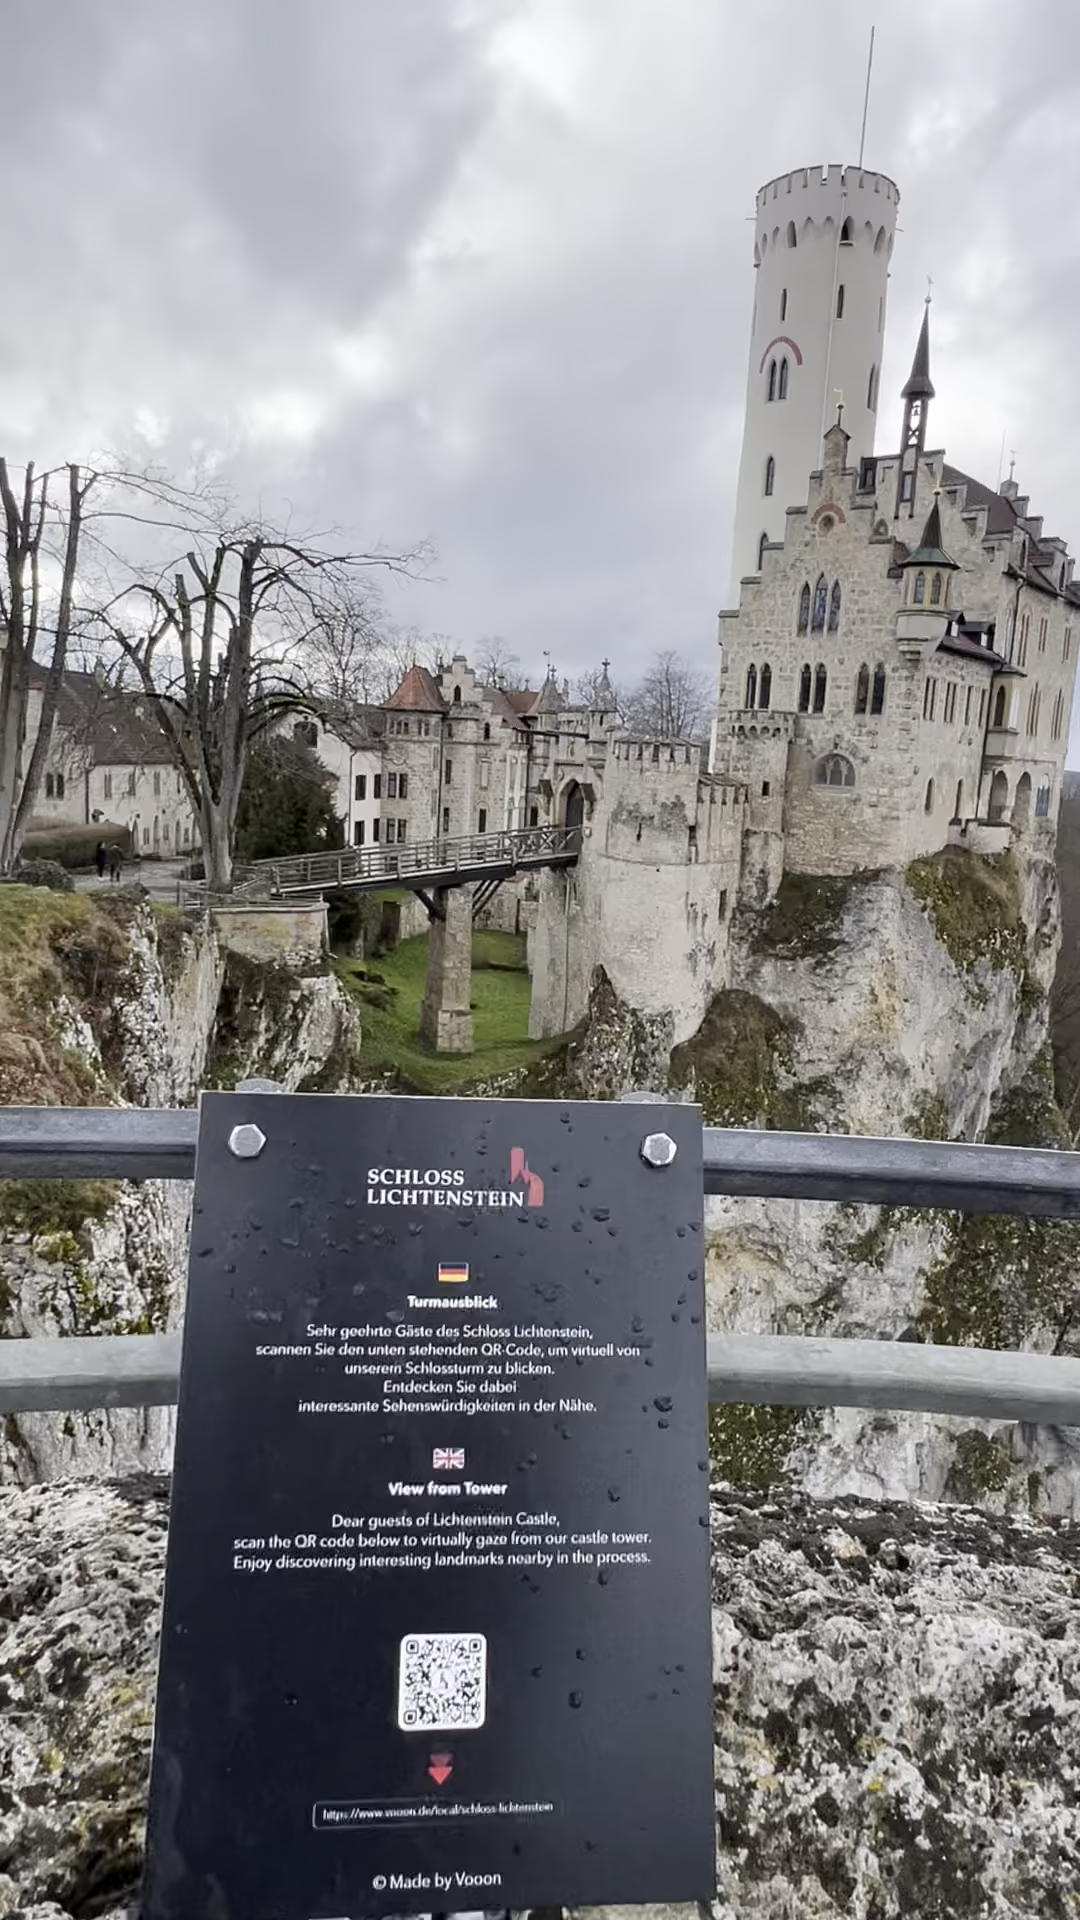 SCHLOSS
LICHTENSTEIN
Turmausblick
Sehr geehrte Gäste des Schloss Lichtenstein,
scannen Sie den unten stehenden QR-Code, um virtuell von
unserem Schlossturm zu blicken.
Entdecken Sie dabei
interessante Sehenswürdigkeiten in der Nähe.
View from Tower
Dear guests of Lichtenstein Castle,
scan the QR code below to virtually gaze from our castle tower.
Enjoy discovering interesting landmarks nearby in the process.
https://www.vooon.de/local/schloss-lichtenstein
© Made by Vooon